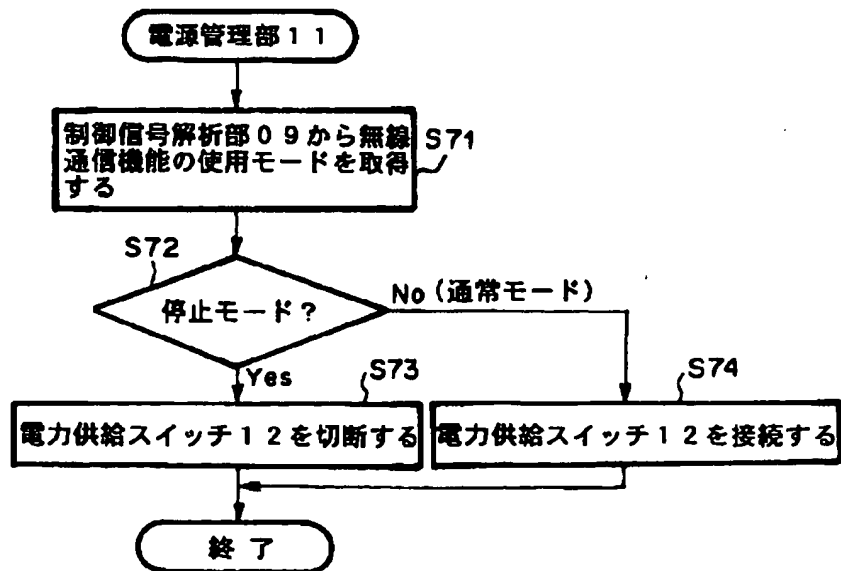 電源管理部11
制御信号解析部09から無線
通信機能の使用モードを取得
する
S71
S72
停止モード?
No(通常モード)
Yes
S73
S74
電力供給スイッチ12を切断する
電力供給スイッチ12を接続する
終了